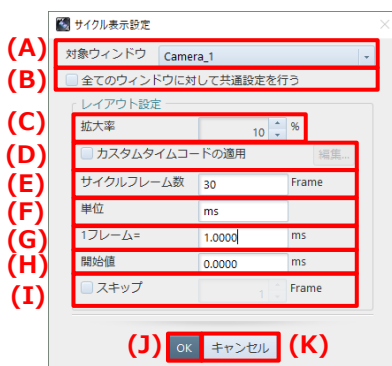 サイクル表示設定
(A) 対象ウィンドウ Camera_1
(B) 全てのウィンドウに対して共通設定を行う
レイアウト設定
(C) 拡大率 10 %
(D) カスタムタイムコードの適用 編集...
(E) サイクルフレーム数 30 Frame
(F) 単位 ms
(G) 1フレーム= 1.0000 ms
(H) 開始値 0.0000 ms
(I) スキップ 1 Frame
(J) OK キャンセル (K)